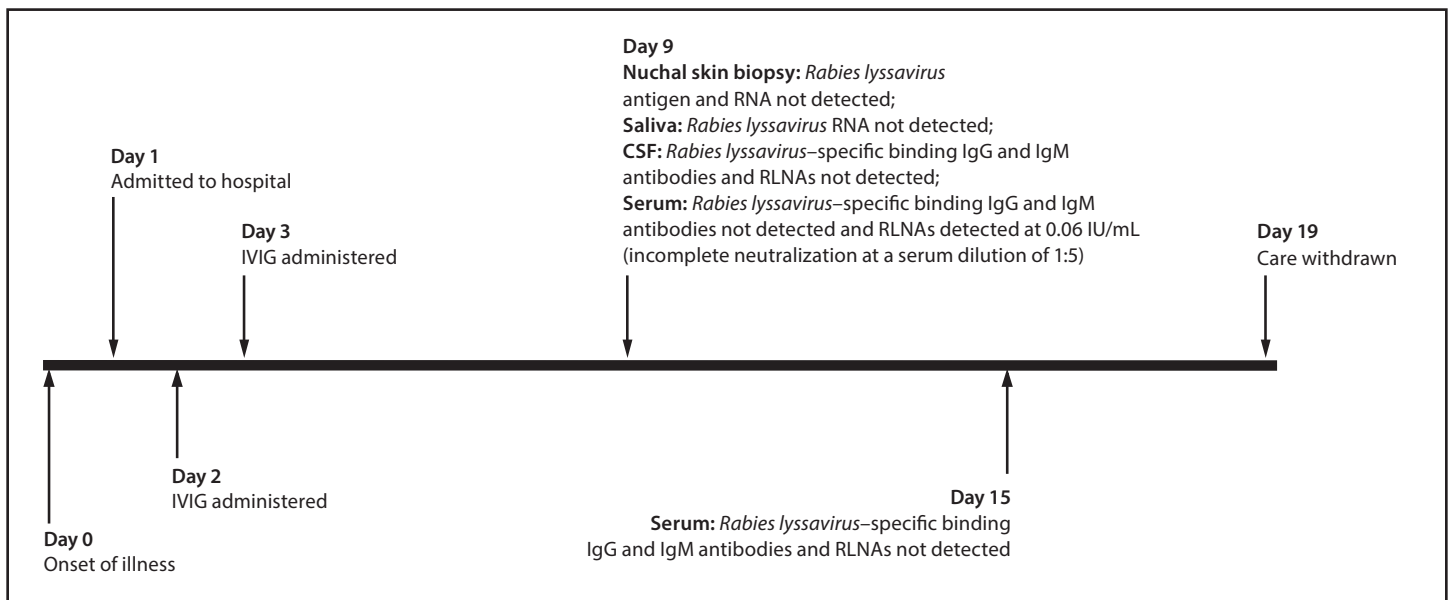 Day 9
Nuchal skin biopsy: Rabies lyssavirus
antigen and RNA not detected;
Saliva: Rabies lyssavirus RNA not detected;
CSF: Rabies lyssavirus–specific binding IgG and IgM
antibodies and RLNAs not detected;
Serum: Rabies lyssavirus–specific binding IgG and IgM
antibodies not detected and RLNAs detected at 0.06 IU/mL
(incomplete neutralization at a serum dilution of 1:5)
Day 1
Admitted to hospital
Day 3
IVIG administered
Day 19
Care withdrawn
Day 2
IVIG administered
Day 15
Serum: Rabies lyssavirus–specific binding
IgG and IgM antibodies and RLNAs not detected
Day 0
Onset of illness